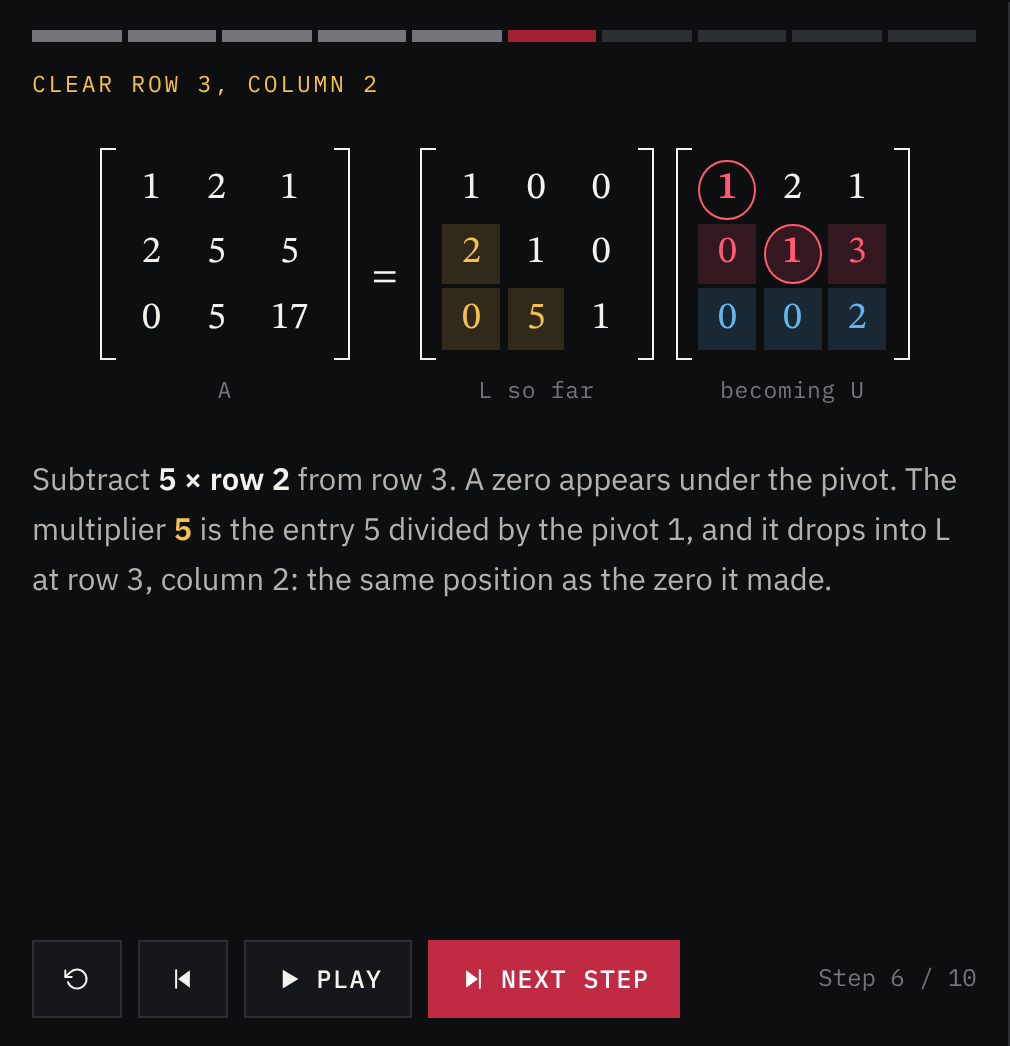 CLEAR ROW 3, COLUMN 2
1 2 1 1 0 0 1 2 1
2 5 5 2 1 0 0 1 3
=
0 5 17 0 5 1 0 0 2
A L so far becoming U
Subtract 5 × row 2 from row 3. A zero appears under the pivot. The
multiplier 5 is the entry 5 divided by the pivot 1, and it drops into L
at row 3, column 2: the same position as the zero it made.
PLAY NEXT STEP Step 6 / 10